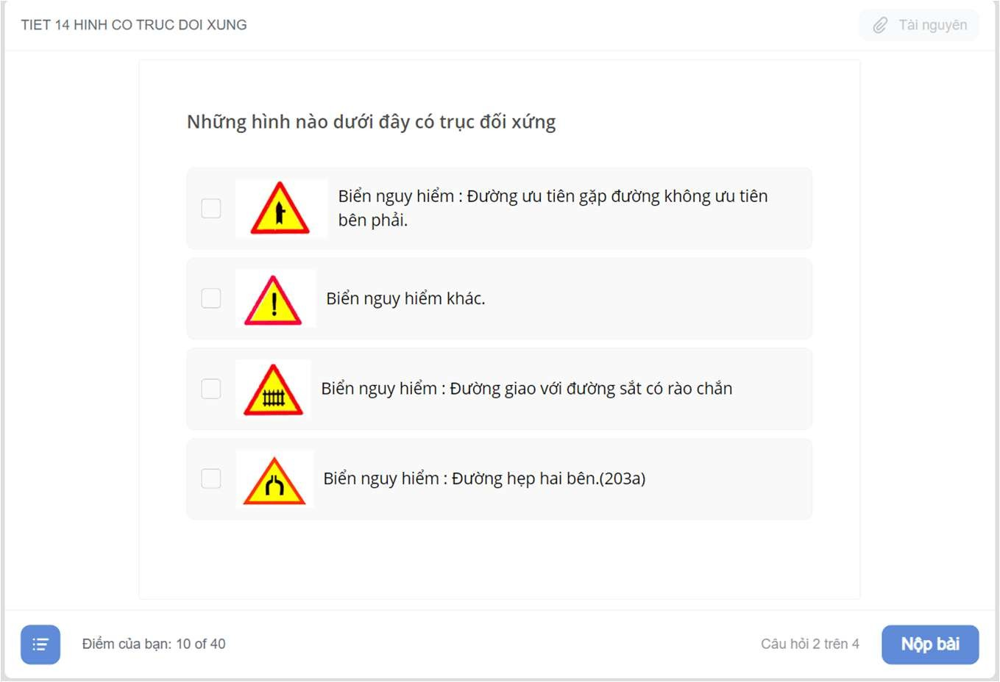 TIET 14 HINH CO TRUC DOI XUNG
Tài nguyên
Những hình nào dưới đây có trục đối xứng
Biển nguy hiểm : Đường ưu tiên gặp đường không ưu tiên
bên phải.
Biển nguy hiểm khác.
Biển nguy hiểm : Đường giao với đường sắt có rào chắn
Biển nguy hiểm : Đường hẹp hai bên.(203a)
Điểm của bạn: 10 of 40
Câu hỏi 2 trên 4
Nộp bài